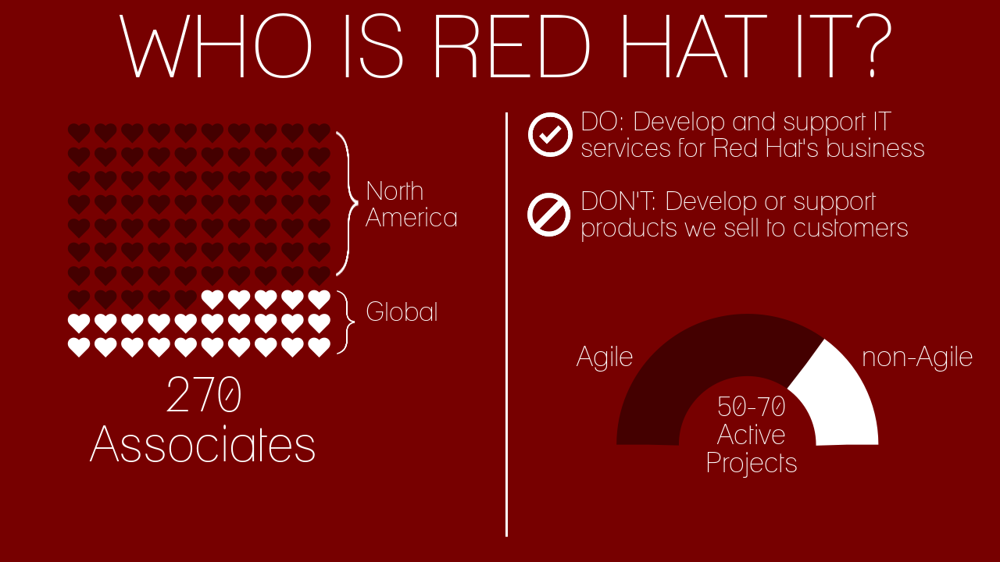 WHO IS RED HAT IT?
North
America
Global
270
Associates
DO: Develop and support IT
services for Red Hat's business
DON'T: Develop or support
products we sell to customers
Agile
non-Agile
50-70
Active
Projects